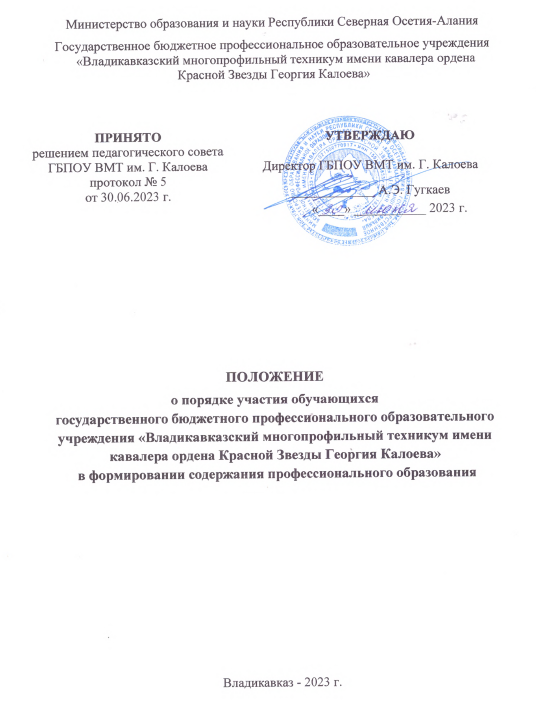 Министерство образования и науки Республики Северная Осетия-Алания
Государственное бюджетное профессиональное образовательное учреждения
«Владикавказский многопрофильный техникум имени кавалера ордена
Красной Звезды Георгия Калоева»
ПРИНЯТО
решением педагогического совета
ГБПОУ ВМТ им. Г. Калоева
протокол № 5
от 30.06.2023 г.
УТВЕРЖДАЮ
Директор ГБПОУ ВМТ им. Г. Калоева
А.Э. Гугкаев
«30» июня 2023 г.
ПОЛОЖЕНИЕ
о порядке участия обучающихся
государственного бюджетного профессионального образовательного
учреждения «Владикавказский многопрофильный техникум имени
кавалера ордена Красной Звезды Георгия Калоева»
в формировании содержания профессионального образования
Владикавказ - 2023 г.